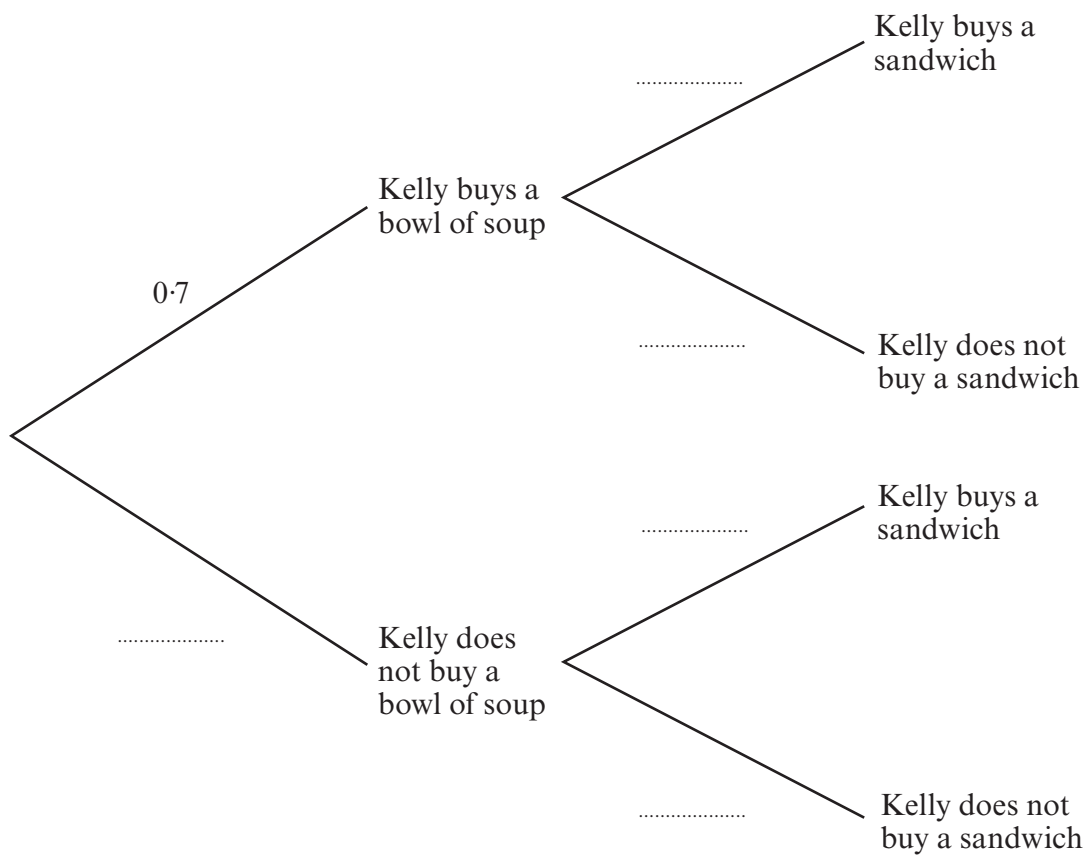 Kelly buys a
sandwich
....................
Kelly buys a
bowl of soup
0·7
....................
Kelly does not
buy a sandwich
Kelly buys a
sandwich
....................
....................
Kelly does
not buy a
bowl of soup
....................
Kelly does not
buy a sandwich